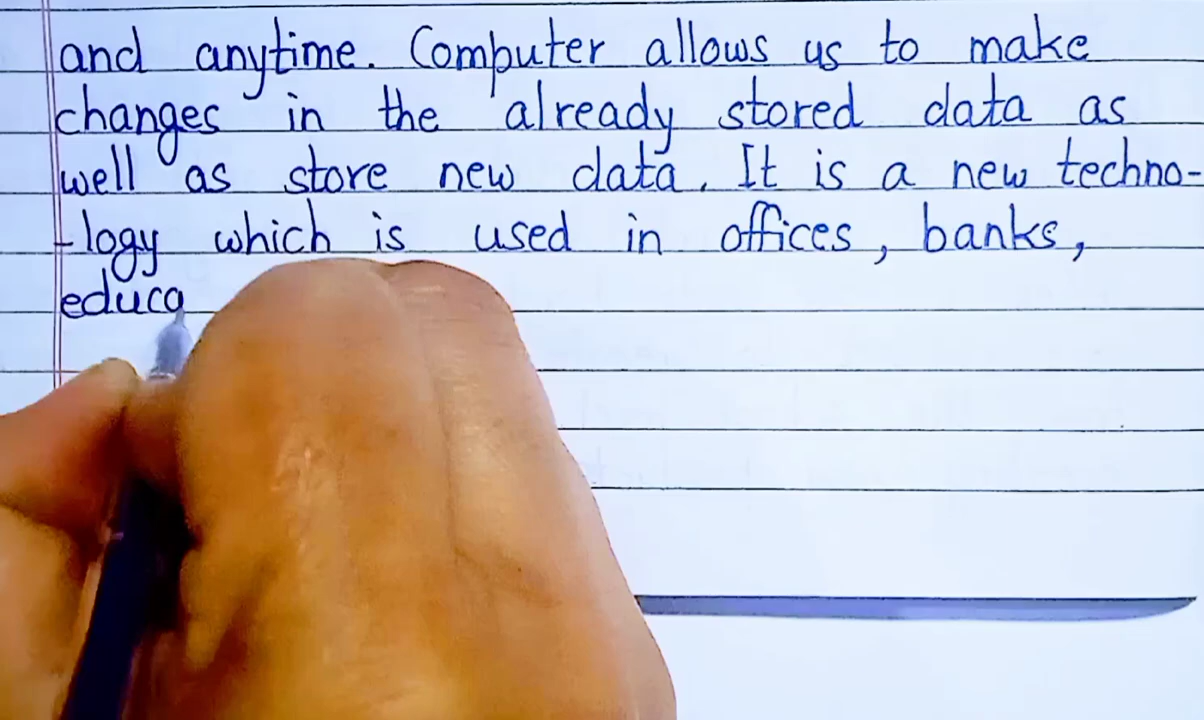 and anytime. Computer allows us to make
changes in the already stored data as
well as store new data. It is a new techno-
-logy which is used in offices, banks,
educa